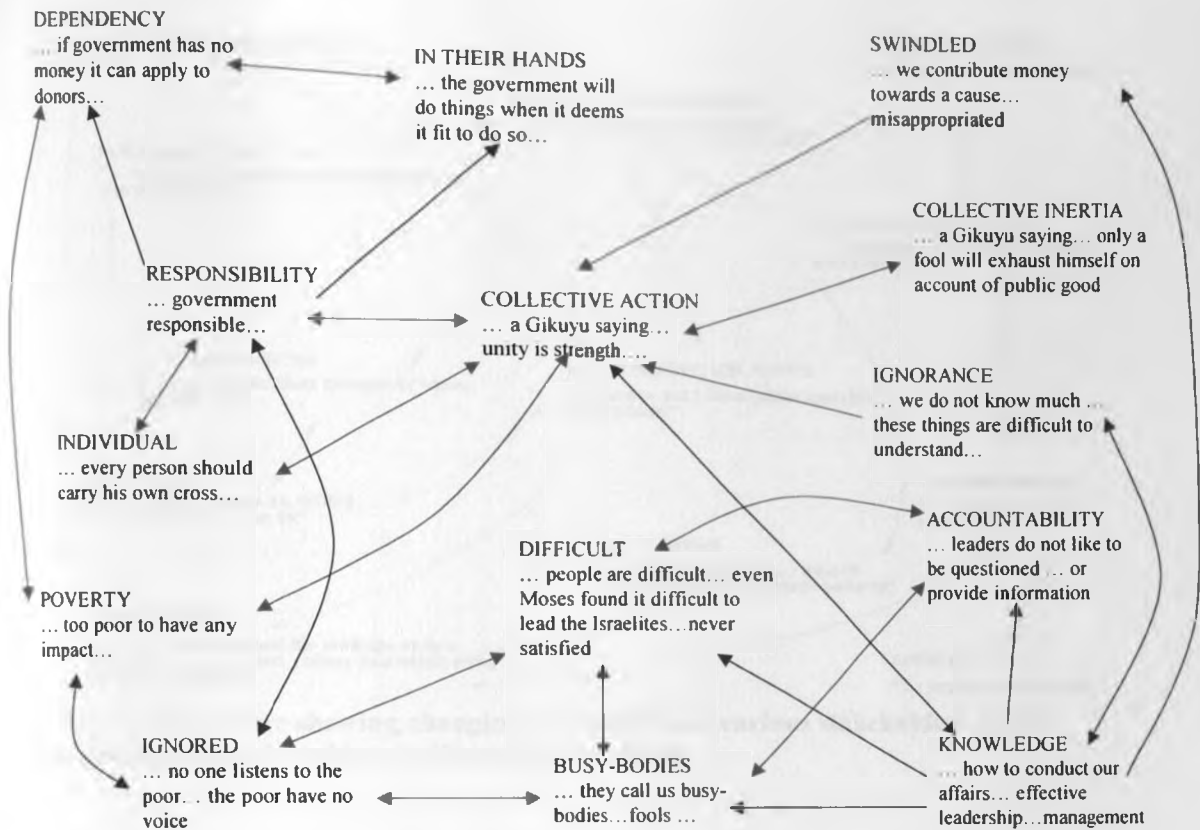 DEPENDENCY
... if government has no
money it can apply to
donors...
IN THEIR HANDS
... the government will
do things when it deems
it fit to do so...
SWINDLED
... we contribute money
towards a cause...
misappropriated
COLLECTIVE INERTIA
... a Gikuyu saying... only a
fool will exhaust himself on
account of public good
RESPONSIBILITY
... government
responsible...
COLLECTIVE ACTION
... a Gikuyu saying...
unity is strength....
IGNORANCE
... we do not know much ...
these things are difficult to
understand...
INDIVIDUAL
... every person should
carry his own cross...
ACCOUNTABILITY
... leaders do not like to
be questioned ... or
provide information
DIFFICULT
... people are difficult... even
Moses found it difficult to
lead the Israelites...never
satisfied
POVERTY
... too poor to have any
impact...
IGNORED
... no one listens to the
poor... the poor have no
voice
BUSY-BODIES
... they call us busy-
bodies...fools ...
KNOWLEDGE
... how to conduct our
affairs... effective
leadership...management